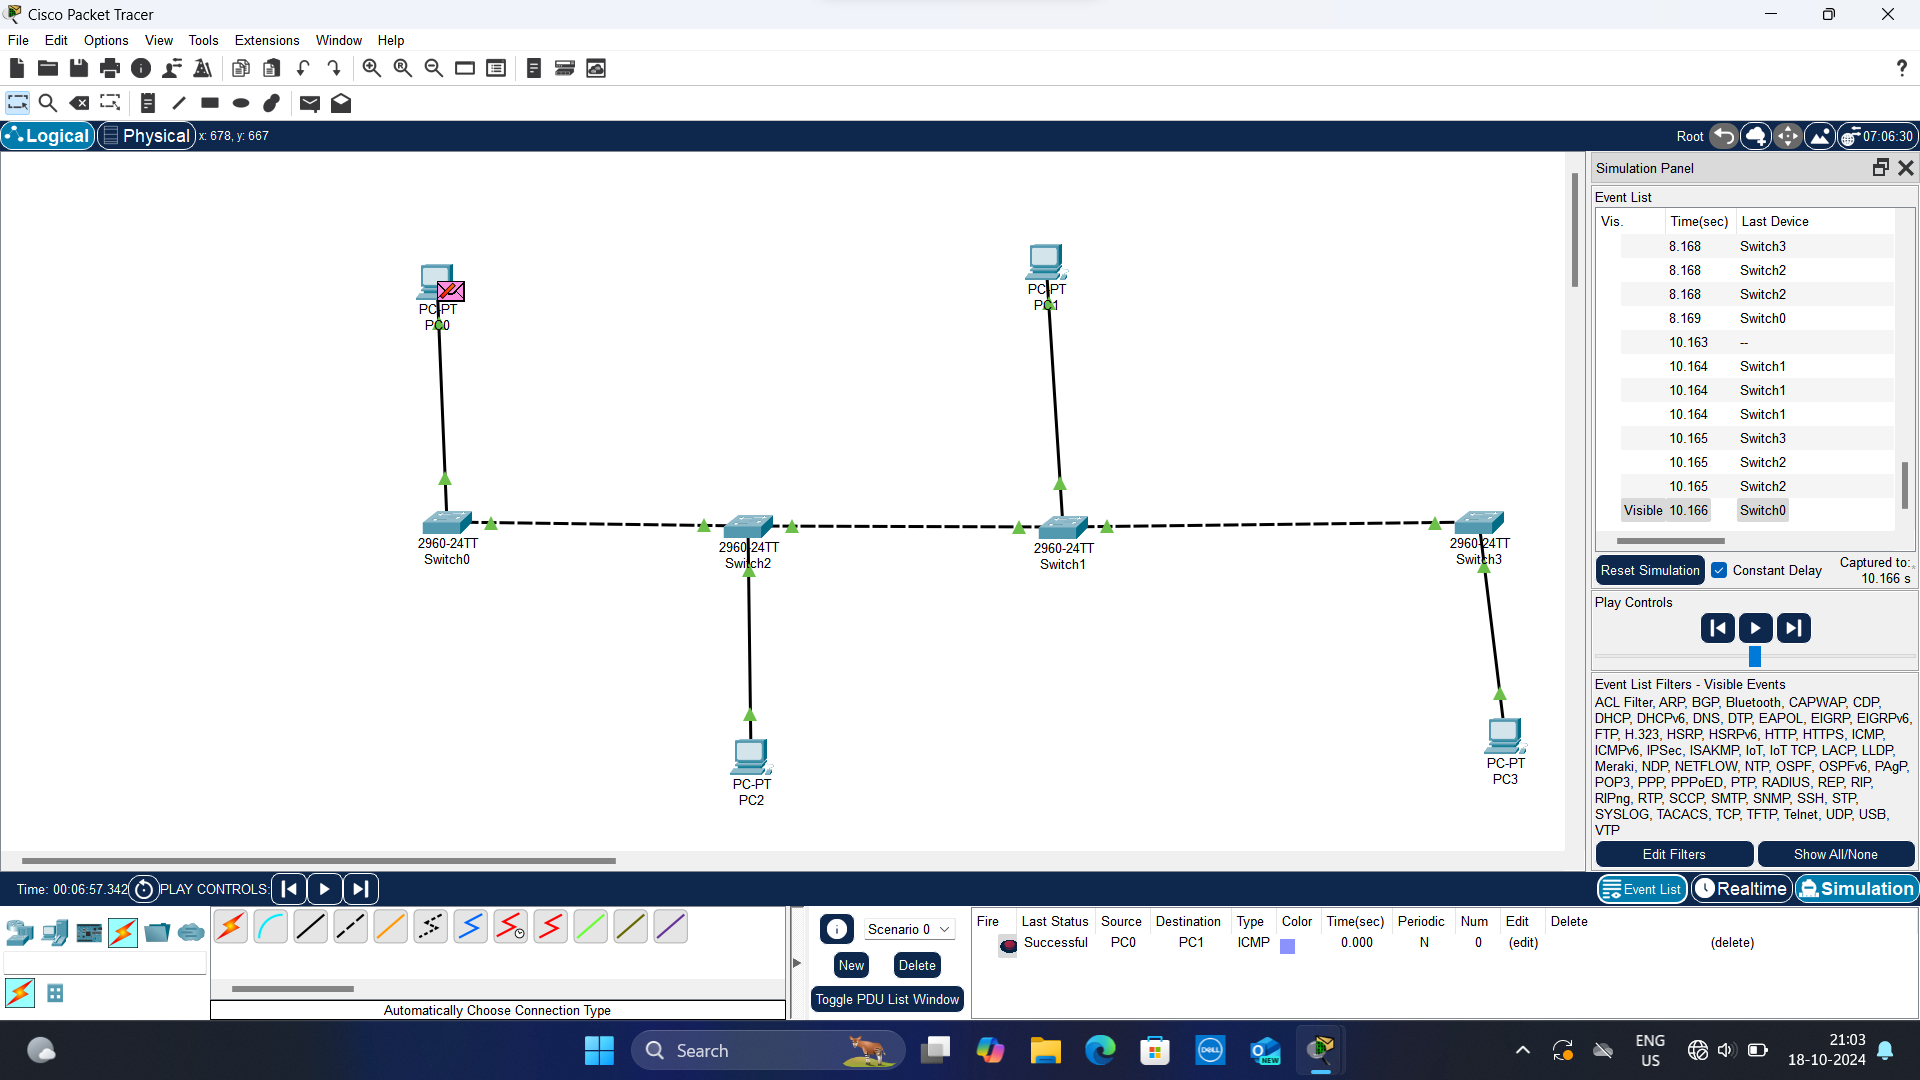 Cisco Packet Tracer
File Edit Options View Tools Extensions Window Help
?
Logical Physical x: 678, y: 667 Root 07:06:30
PC-PT
PC0
PC-PT
PC1
2960-24TT
Switch0
2960-24TT
Switch2
2960-24TT
Switch1
2960-24TT
Switch3
PC-PT
PC2
PC-PT
PC3
Simulation Panel
Event List
Vis. Time(sec) Last Device
8.168 Switch3
8.168 Switch2
8.168 Switch2
8.169 Switch0
10.163 --
10.164 Switch1
10.164 Switch1
10.164 Switch1
10.165 Switch3
10.165 Switch2
10.165 Switch2
Visible 10.166 Switch0
Reset Simulation Constant Delay Captured to:
10.166 s
Play Controls
Event List Filters - Visible Events
ACL Filter, ARP, BGP, Bluetooth, CAPWAP, CDP,
DHCP, DHCPv6, DNS, DTP, EAPOL, EIGRP, EIGRPv6,
FTP, H.323, HSRP, HSRPv6, HTTP, HTTPS, ICMP,
ICMPv6, IPSec, ISAKMP, IoT, IoT TCP, LACP, LLDP,
Meraki, NDP, NETFLOW, NTP, OSPF, OSPFv6, PAgP,
POP3, PPP, PPPoED, PTP, RADIUS, REP, RIP,
RIPng, RTP, SCCP, SMTP, SNMP, SSH, STP,
SYSLOG, TACACS, TCP, TFTP, Telnet, UDP, USB,
VTP
Edit Filters Show All/None
Time: 00:06:57.342 PLAY CONTROLS: Event List Realtime Simulation
Automatically Choose Connection Type
Scenario 0
New Delete
Toggle PDU List Window
Fire Last Status Source Destination Type Color Time(sec) Periodic Num Edit Delete
Successful PC0 PC1 ICMP 0.000 N 0 (edit) (delete)
Search
DELL
NEW
ENG
US
21:03
18-10-2024